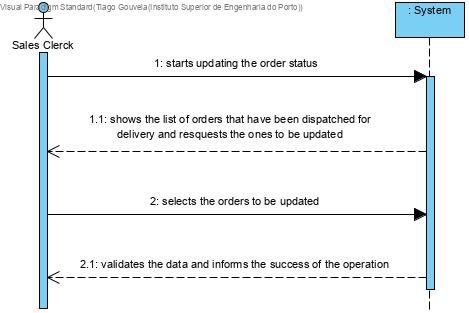 Visual Paradigm Standard(Tiago Gouveia(Instituto Superior de Engenharia do Porto))
: System
Sales Clerck
1: starts updating the order status
1.1: shows the list of orders that have been dispatched for
delivery and resquests the ones to be updated
2: selects the orders to be updated
2.1: validates the data and informs the success of the operation